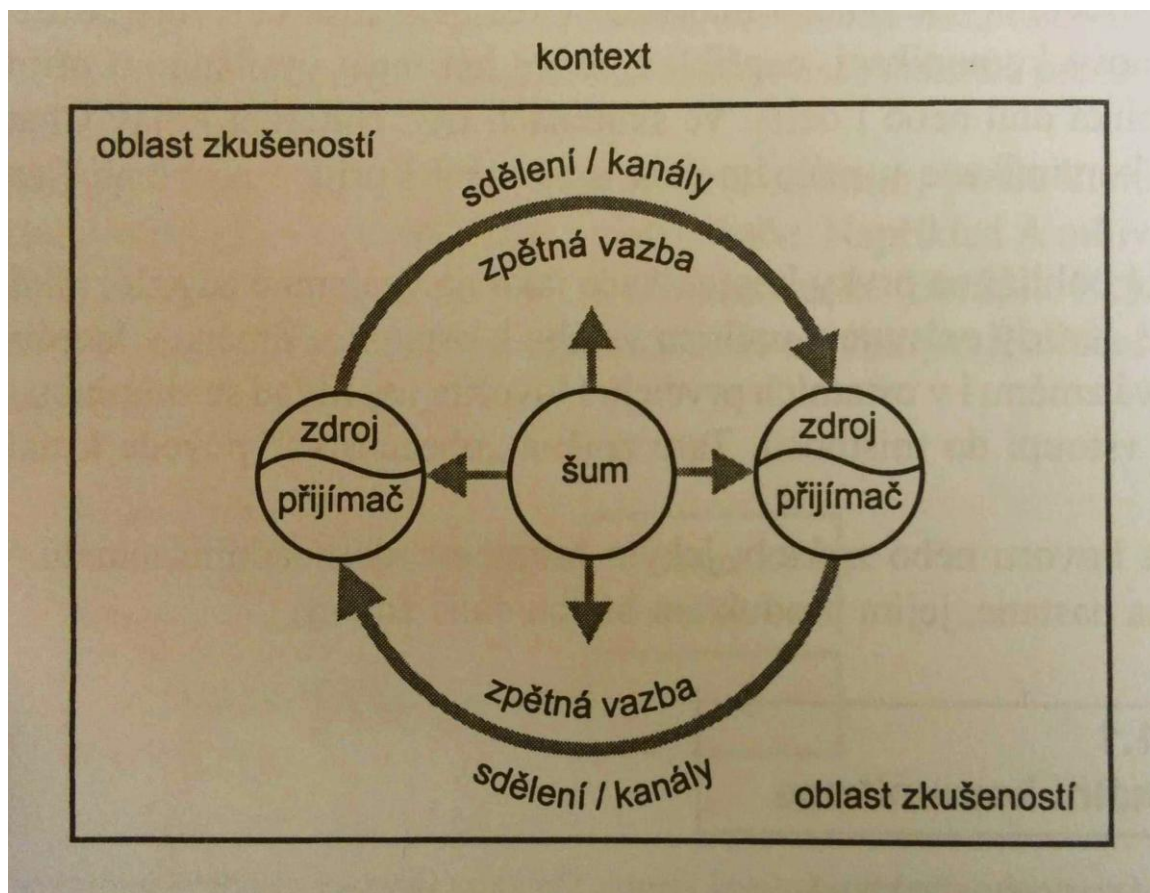 kontext
oblast zkušeností
sdělení / kanály
zpětná vazba
zdroj
přijímač
šum
zdroj
přijímač
zpětná vazba
sdělení / kanály
oblast zkušeností